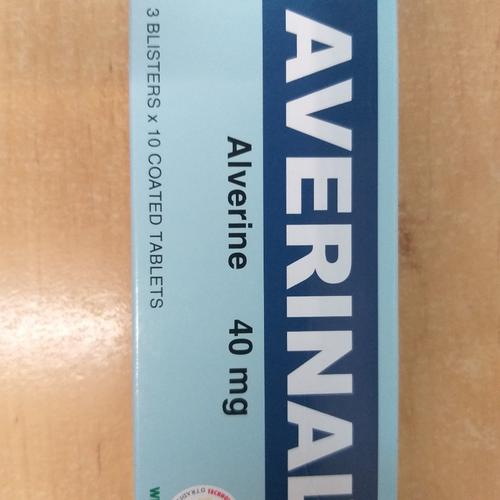 AVERINAL
Alverine 40 mg
3 BLISTERS x 10 COATED TABLETS